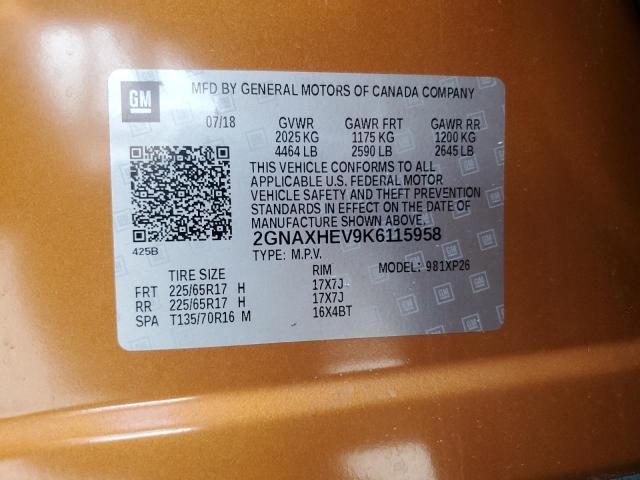 GM
MFD BY GENERAL MOTORS OF CANADA COMPANY
07/18 GVWR GAWR FRT GAWR RR
2025 KG 1175 KG 1200 KG
4464 LB 2590 LB 2645 LB
THIS VEHICLE CONFORMS TO ALL
APPLICABLE U.S. FEDERAL MOTOR
VEHICLE SAFETY AND THEFT PREVENTION
STANDARDS IN EFFECT ON THE DATE OF
MANUFACTURE SHOWN ABOVE.
425B
2GNAXHEV9K6115958
TYPE: M.P.V. MODEL: 981XP26
TIRE SIZE RIM
FRT 225/65R17 H 17X7J
RR 225/65R17 H 17X7J
SPA T135/70R16 M 16X4BT